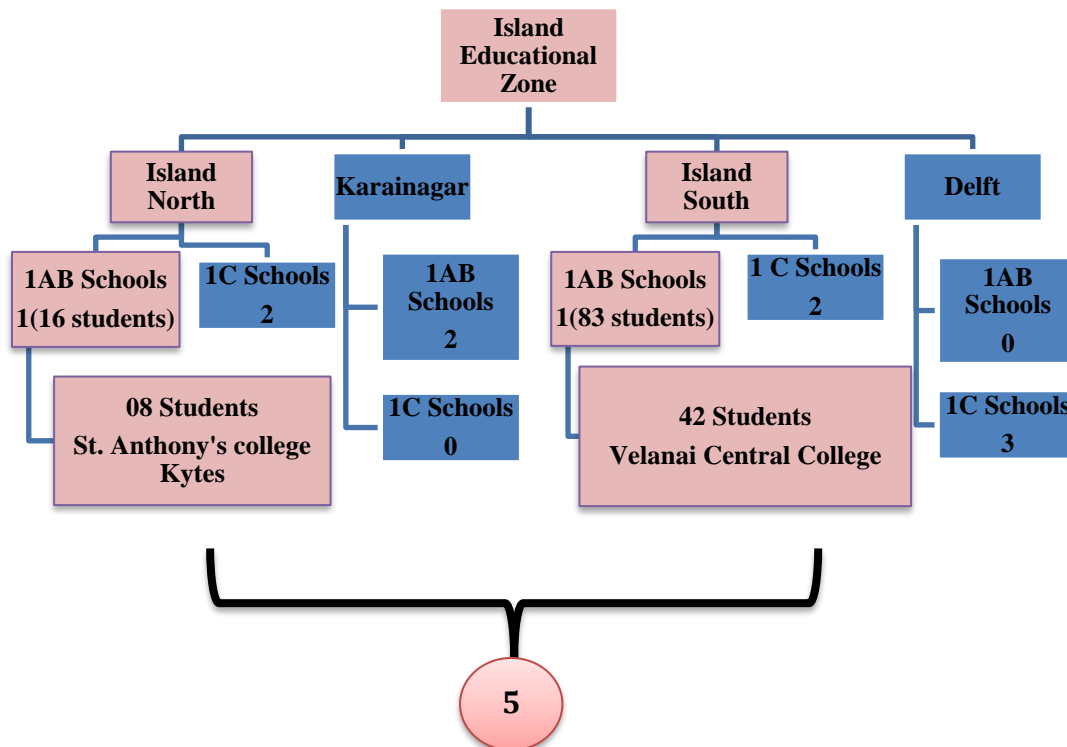 Island
Educational
Zone
Island
North
Karainagar
Island
South
Delft
1AB Schools
1(16 students)
1C Schools
2
1AB
Schools
2
1C Schools
0
1AB Schools
1(83 students)
1 C Schools
2
1AB
Schools
0
1C Schools
3
08 Students
St. Anthony's college
Kytes
42 Students
Velanai Central College
5